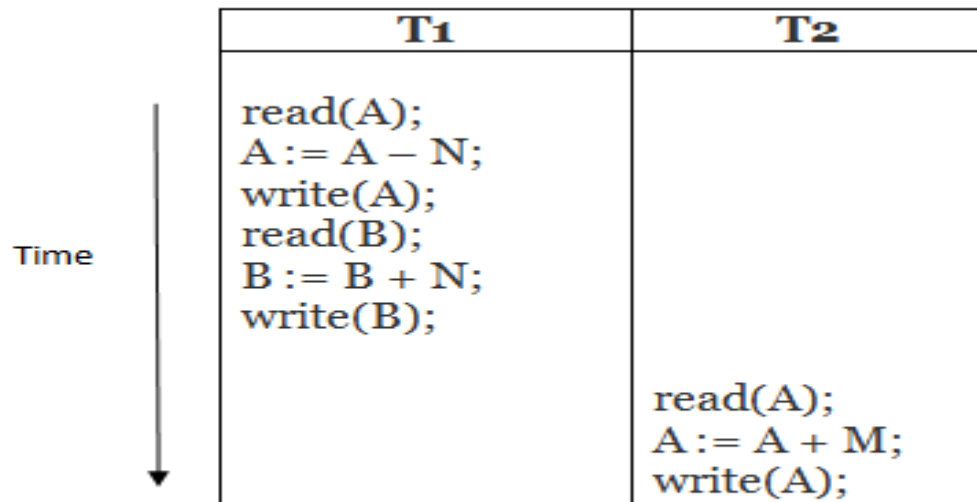 T1 T2
read(A);
A := A – N;
write(A);
read(B);
Time
B := B + N;
write(B);
read(A);
A := A + M;
write(A);